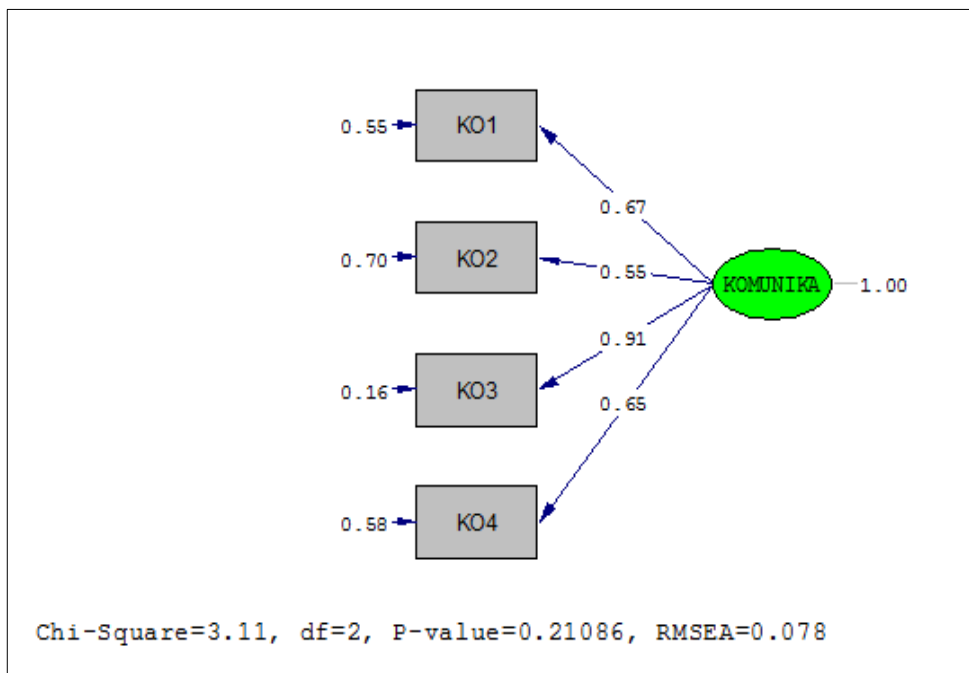 0.55 KO1
0.67
0.70 KO2
0.55
KOMUNIKA 1.00
0.91
0.16 KO3
0.65
0.58 KO4
Chi-Square=3.11, df=2, P-value=0.21086, RMSEA=0.078